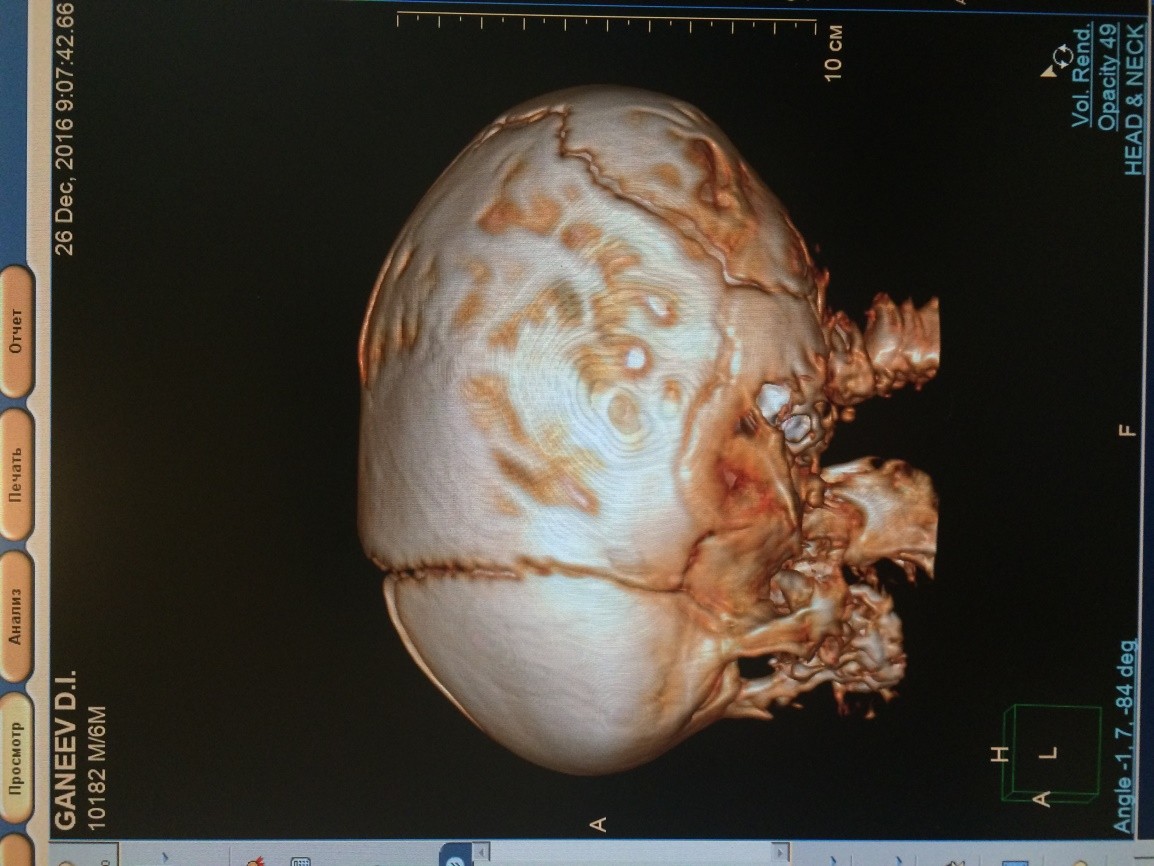 Просмотр
Анализ
Печать
Отчет
GANEEV D.I.
10182 M/6M
26 Dec, 2016 9:07:42.66
10 см
A
H
L
A
F
Angle -1, 7, -84 deg
Vol. Rend.
Opacity 49
HEAD & NECK